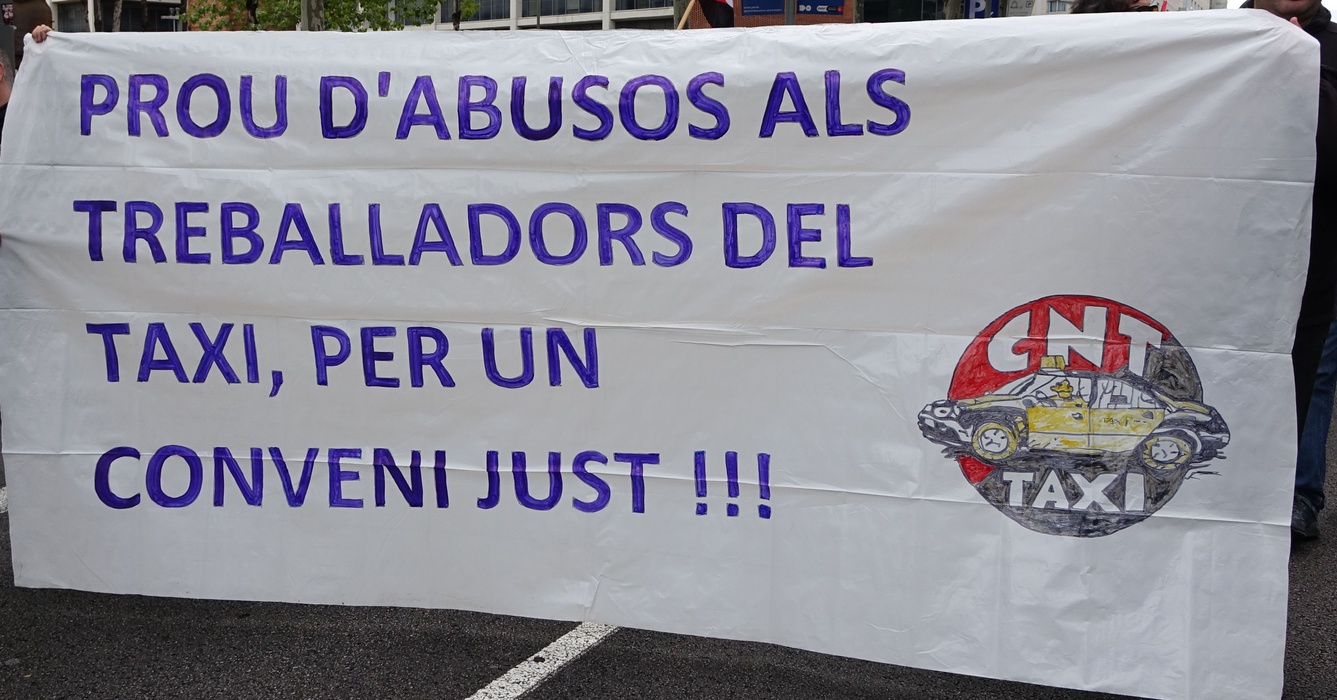 PROU D'ABUSOS ALS
TREBALLADORS DEL
TAXI, PER UN
CONVENI JUST !!!
CNT
TAXI
P